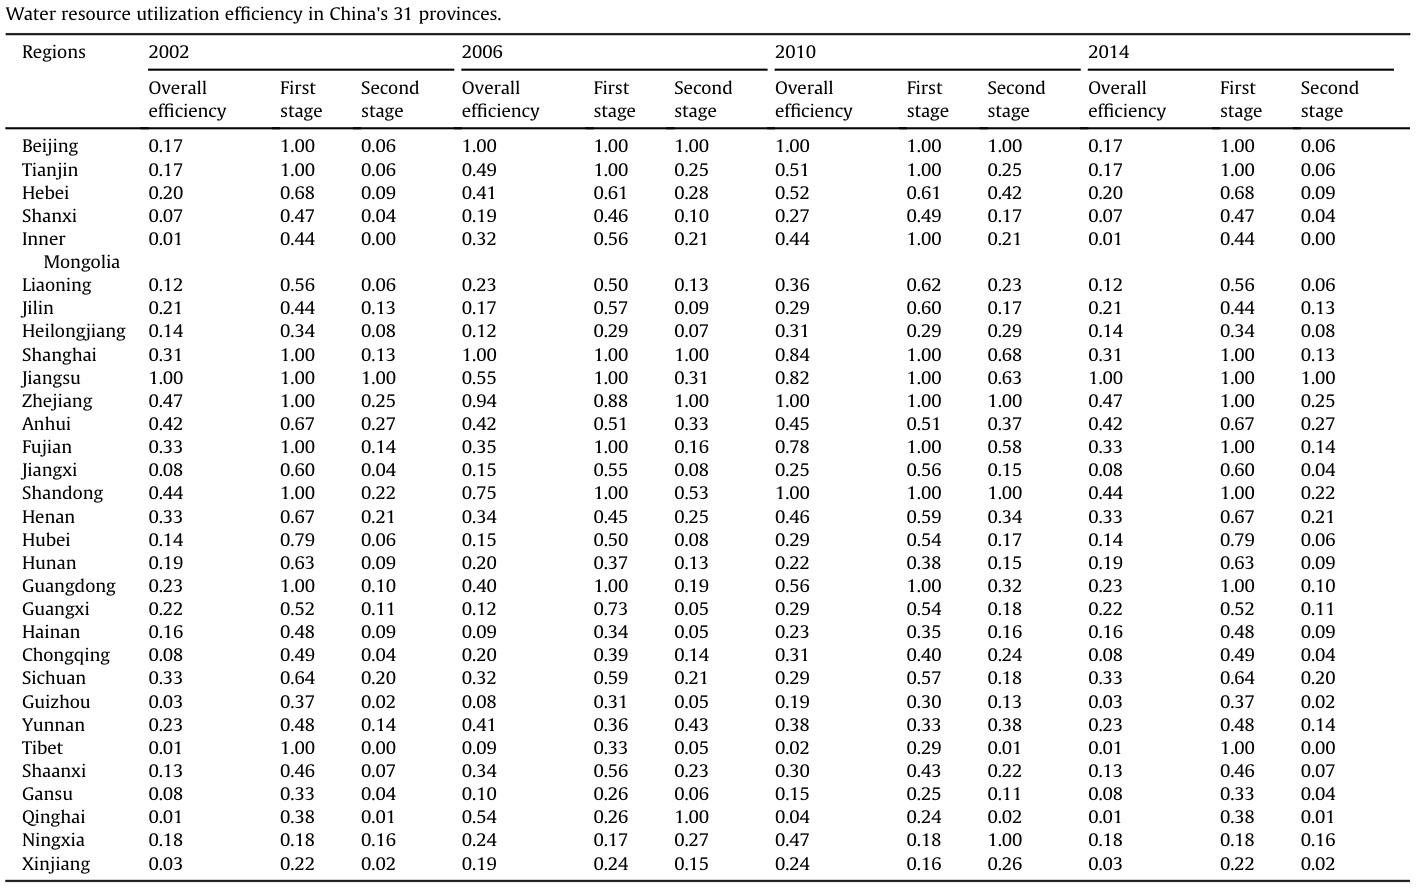 Water resource utilization efficiency in China's 31 provinces.
Regions 2002 2006 2010 2014
Overall First Second Overall First Second Overall First Second Overall First Second
efficiency stage stage efficiency stage stage efficiency stage stage efficiency stage stage
Beijing 0.17 1.00 0.06 1.00 1.00 1.00 1.00 1.00 1.00 0.17 1.00 0.06
Tianjin 0.17 1.00 0.06 0.49 1.00 0.25 0.51 1.00 0.25 0.17 1.00 0.06
Hebei 0.20 0.68 0.09 0.41 0.61 0.28 0.52 0.61 0.42 0.20 0.68 0.09
Shanxi 0.07 0.47 0.04 0.19 0.46 0.10 0.27 0.49 0.17 0.07 0.47 0.04
Inner 0.01 0.44 0.00 0.32 0.56 0.21 0.44 1.00 0.21 0.01 0.44 0.00
Mongolia
Liaoning 0.12 0.56 0.06 0.23 0.50 0.13 0.36 0.62 0.23 0.12 0.56 0.06
Jilin 0.21 0.44 0.13 0.17 0.57 0.09 0.29 0.60 0.17 0.21 0.44 0.13
Heilongjiang 0.14 0.34 0.08 0.12 0.29 0.07 0.31 0.29 0.29 0.14 0.34 0.08
Shanghai 0.31 1.00 0.13 1.00 1.00 1.00 0.84 1.00 0.68 0.31 1.00 0.13
Jiangsu 1.00 1.00 1.00 0.55 1.00 0.31 0.82 1.00 0.63 1.00 1.00 1.00
Zhejiang 0.47 1.00 0.25 0.94 0.88 1.00 1.00 1.00 1.00 0.47 1.00 0.25
Anhui 0.42 0.67 0.27 0.42 0.51 0.33 0.45 0.51 0.37 0.42 0.67 0.27
Fujian 0.33 1.00 0.14 0.35 1.00 0.16 0.78 1.00 0.58 0.33 1.00 0.14
Jiangxi 0.08 0.60 0.04 0.15 0.55 0.08 0.25 0.56 0.15 0.08 0.60 0.04
Shandong 0.44 1.00 0.22 0.75 1.00 0.53 1.00 1.00 1.00 0.44 1.00 0.22
Henan 0.33 0.67 0.21 0.34 0.45 0.25 0.46 0.59 0.34 0.33 0.67 0.21
Hubei 0.14 0.79 0.06 0.15 0.50 0.08 0.29 0.54 0.17 0.14 0.79 0.06
Hunan 0.19 0.63 0.09 0.20 0.37 0.13 0.22 0.38 0.15 0.19 0.63 0.09
Guangdong 0.23 1.00 0.10 0.40 1.00 0.19 0.56 1.00 0.32 0.23 1.00 0.10
Guangxi 0.22 0.52 0.11 0.12 0.73 0.05 0.29 0.54 0.18 0.22 0.52 0.11
Hainan 0.16 0.48 0.09 0.09 0.34 0.05 0.23 0.35 0.16 0.16 0.48 0.09
Chongqing 0.08 0.49 0.04 0.20 0.39 0.14 0.31 0.40 0.24 0.08 0.49 0.04
Sichuan 0.33 0.64 0.20 0.32 0.59 0.21 0.29 0.57 0.18 0.33 0.64 0.20
Guizhou 0.03 0.37 0.02 0.08 0.31 0.05 0.19 0.30 0.13 0.03 0.37 0.02
Yunnan 0.23 0.48 0.14 0.41 0.36 0.43 0.38 0.33 0.38 0.23 0.48 0.14
Tibet 0.01 1.00 0.00 0.09 0.33 0.05 0.02 0.29 0.01 0.01 1.00 0.00
Shaanxi 0.13 0.46 0.07 0.34 0.56 0.23 0.30 0.43 0.22 0.13 0.46 0.07
Gansu 0.08 0.33 0.04 0.10 0.26 0.06 0.15 0.25 0.11 0.08 0.33 0.04
Qinghai 0.01 0.38 0.01 0.54 0.26 1.00 0.04 0.24 0.02 0.01 0.38 0.01
Ningxia 0.18 0.18 0.16 0.24 0.17 0.27 0.47 0.18 1.00 0.18 0.18 0.16
Xinjiang 0.03 0.22 0.02 0.19 0.24 0.15 0.24 0.16 0.26 0.03 0.22 0.02